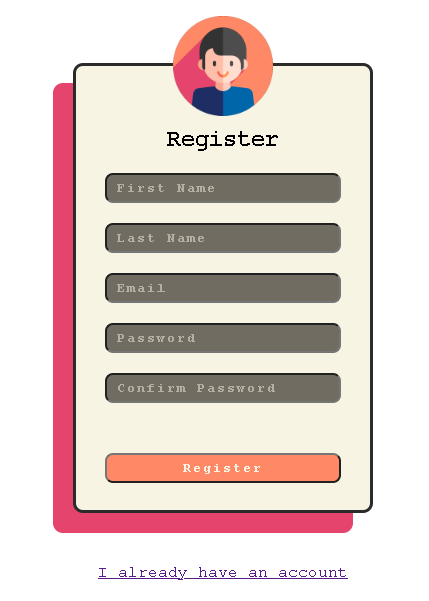 Register
First Name
Last Name
Email
Password
Confirm Password
Register
I already have an account